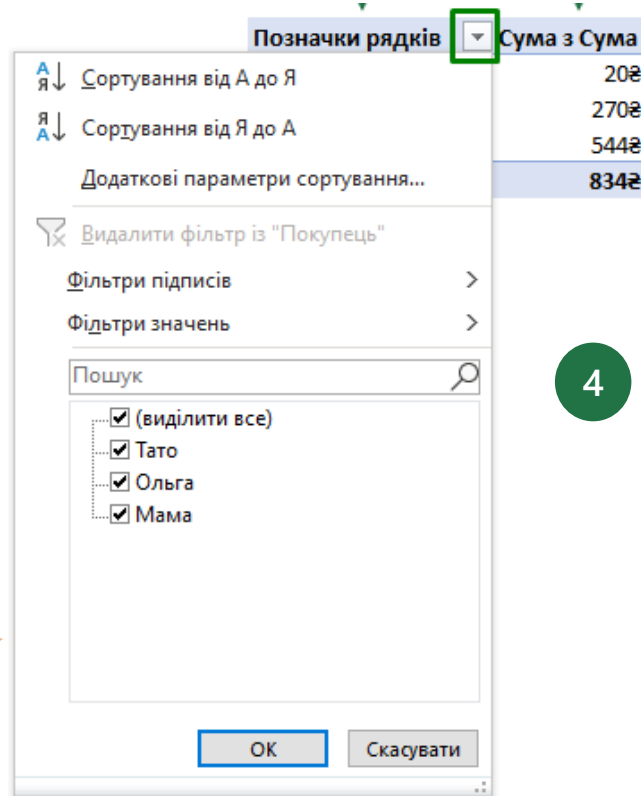 Позначки рядків Сума з Сума
А
Я Сортування від А до Я 20₴
270₴
Я
А Сортування від Я до А 544₴
Додаткові параметри сортування... 834₴
Видалити фільтр із "Покупець"
Фільтри підписів
Фільтри значень
Пошук 4
(виділити все)
Тато
Ольга
Мама
ОК Скасувати